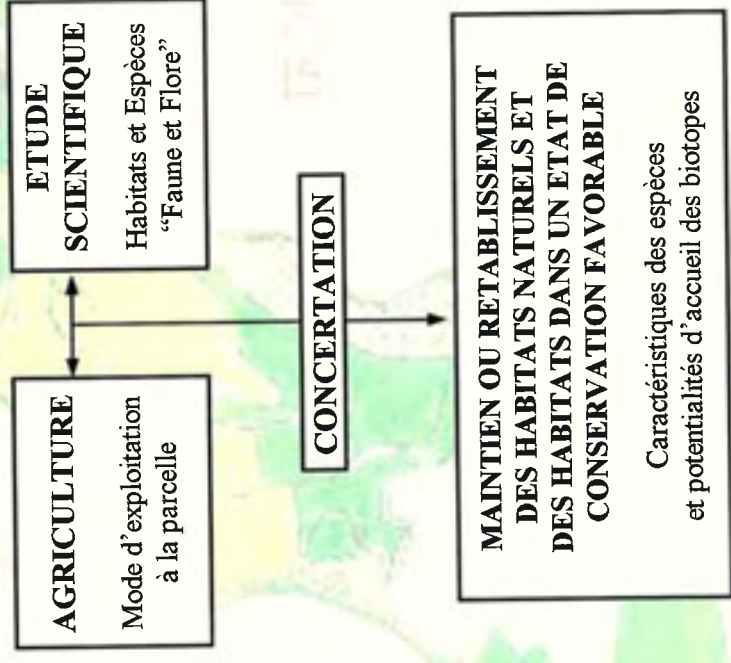 AGRICULTURE
Mode d'exploitation
à la parcelle
ETUDE
SCIENTIFIQUE
Habitats et Espèces
“Faune et Flore”
CONCERTATION
MAINTIEN OU RETABLISSEMENT
DES HABITATS NATURELS ET
DES HABITATS DANS UN ETAT DE
CONSERVATION FAVORABLE
Caractéristiques des espèces
et potentialités d'accueil des biotopes